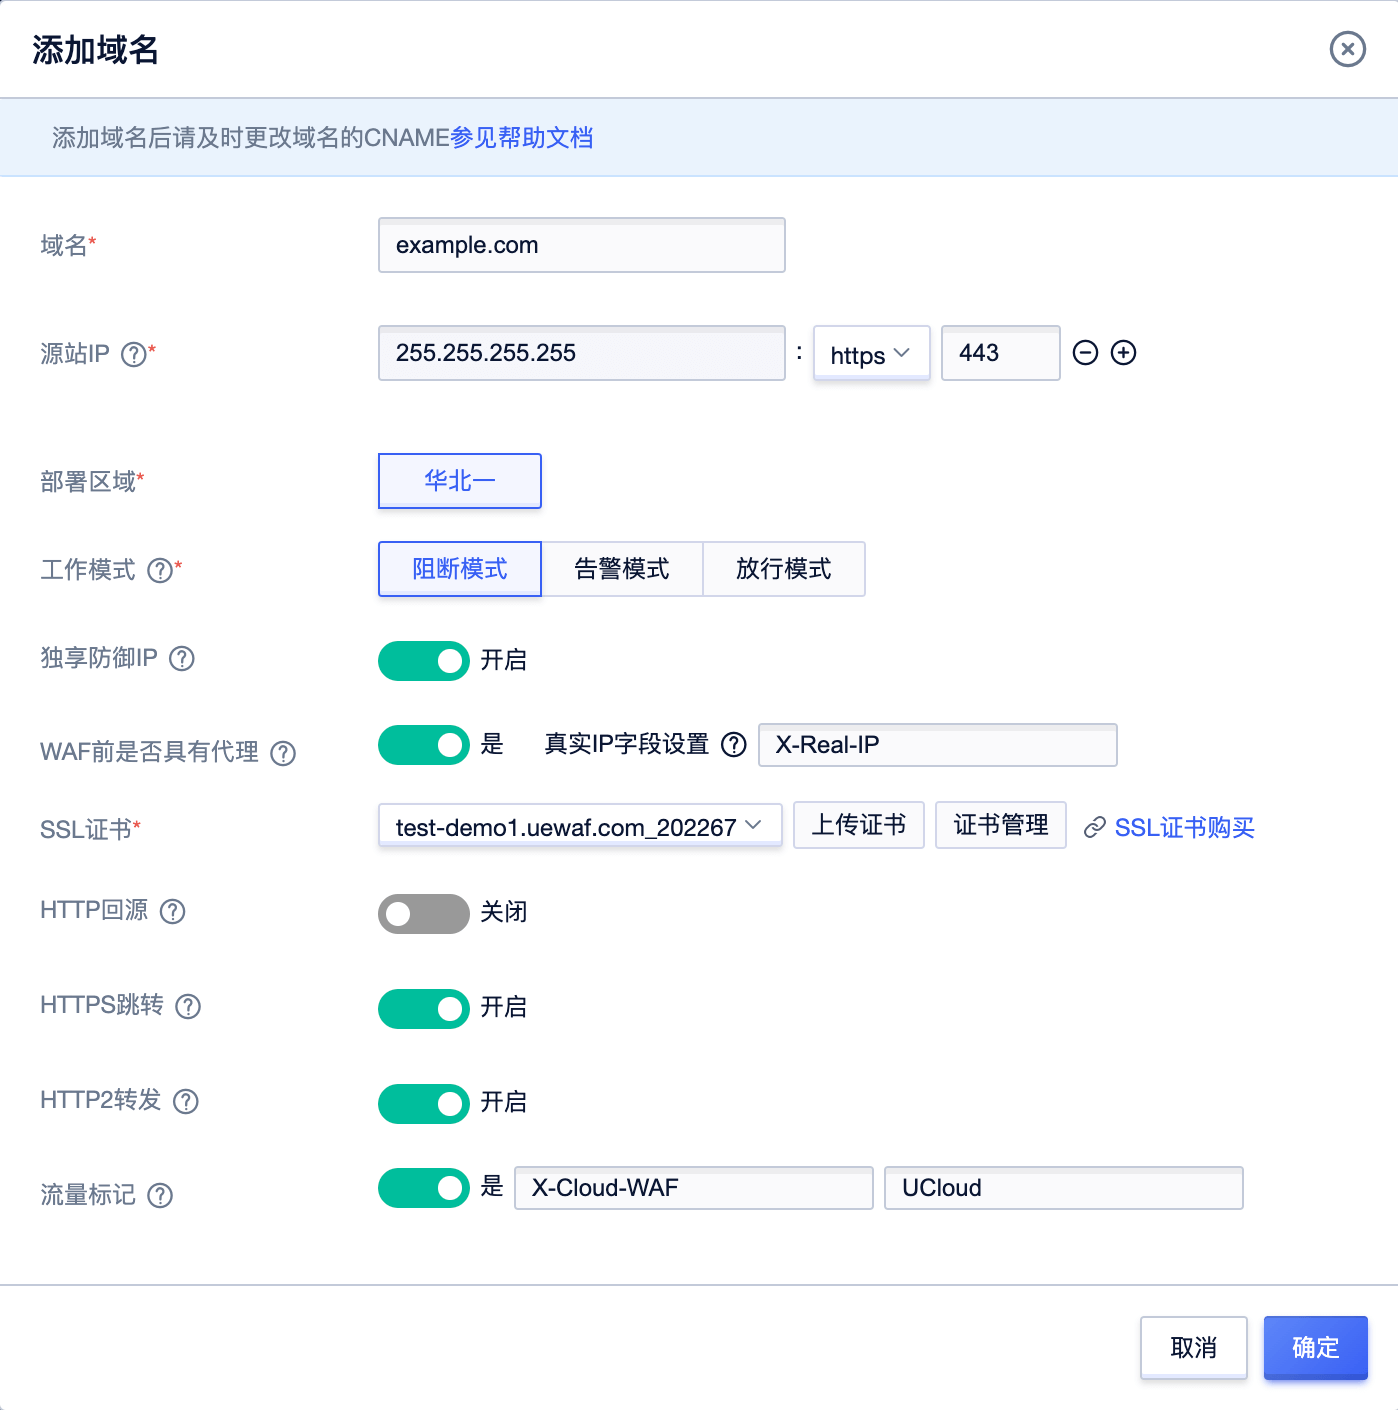 添加域名
添加域名后请及时更改域名的CNAME参见帮助文档
域名* example.com
源站IP ?* 255.255.255.255 : https 443
部署区域* 华北一
工作模式 ?* 阻断模式 告警模式 放行模式
独享防御IP ? 开启
WAF前是否具有代理 ? 是 真实IP字段设置 ? X-Real-IP
SSL证书* test-demo1.uewaf.com_202267 上传证书 证书管理 SSL证书购买
HTTP回源 ? 关闭
HTTPS跳转 ? 开启
HTTP2转发 ? 开启
流量标记 ? 是 X-Cloud-WAF UCloud
取消 确定